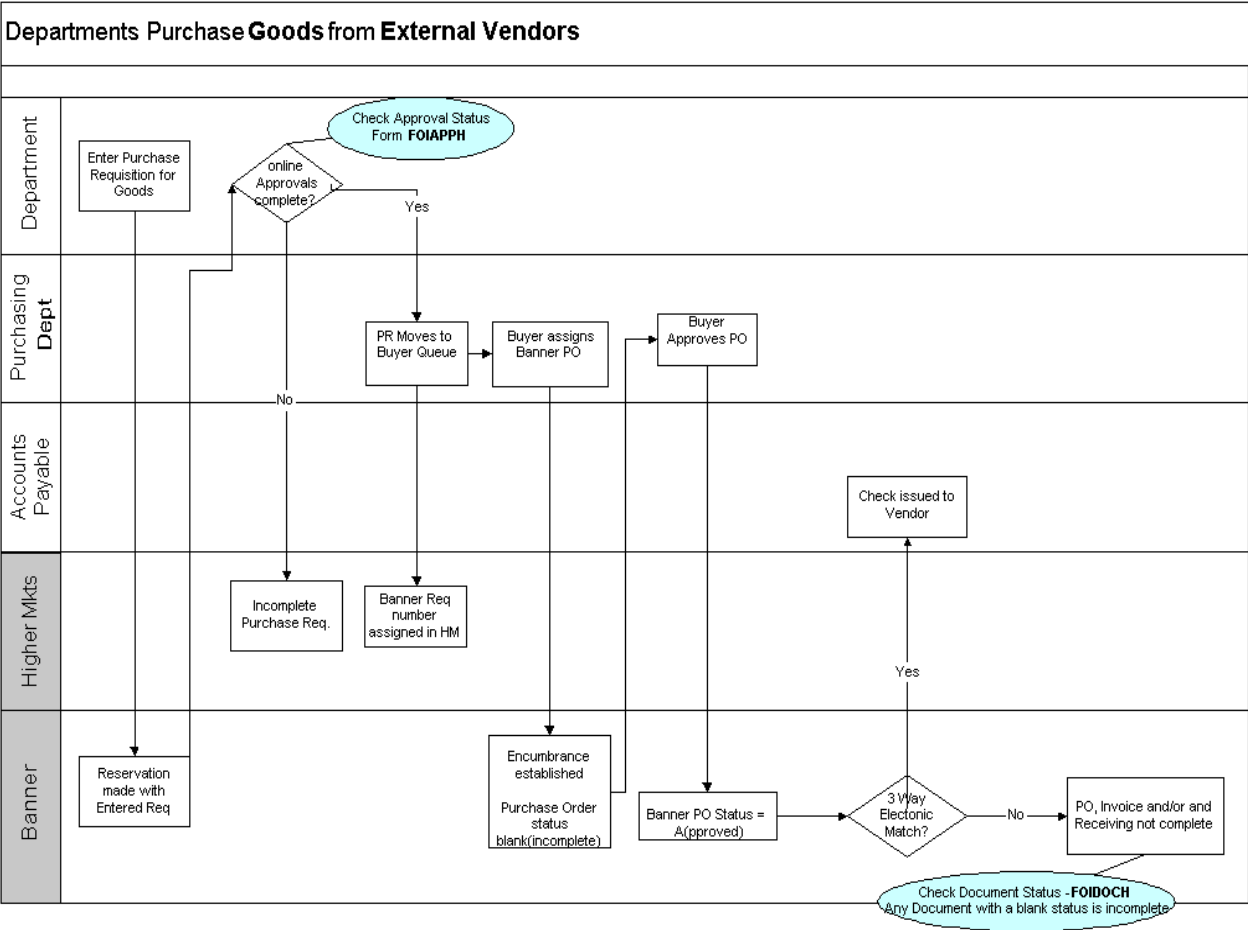 Departments Purchase Goods from External Vendors
Department
Enter Purchase
Requisition for
Goods
online
Approvals
complete?
Check Approval Status
Form FOIAPPH
Yes
Purchasing
Dept
PR Moves to
Buyer Queue
Buyer assigns
Banner PO
Buyer
Approves PO
No
Accounts
Payable
Check issued to
Vendor
Higher Mkts
Incomplete
Purchase Req.
Banner Req
number
assigned in HM
Yes
Banner
Reservation
made with
Entered Req
Encumbrance
established
Purchase Order
status
blank(incomplete)
Banner PO Status =
A(pproved)
3 Way
Electonic
Match?
No
PO, Invoice and/or and
Receiving not complete
Check Document Status -FOIDOCH
Any Document with a blank status is incomplete